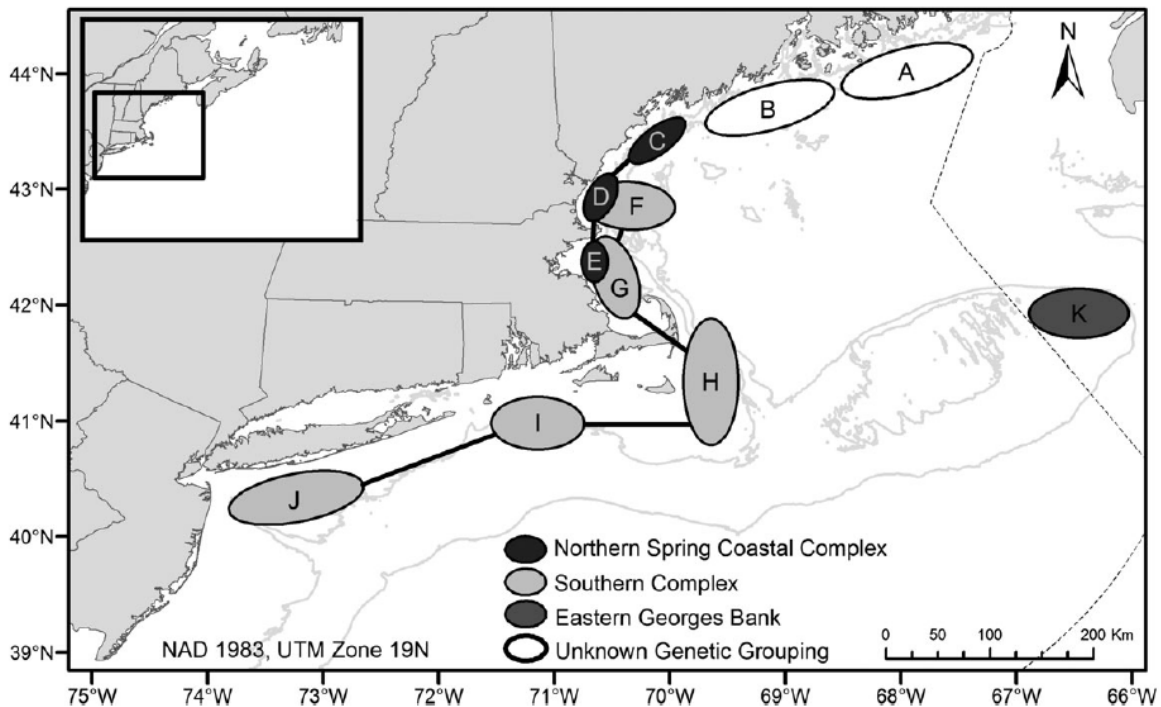 44°N
43°N
42°N
41°N
40°N
39°N
N
A
B
C
D
F
E
G
K
H
I
J
Northern Spring Coastal Complex
Southern Complex
Eastern Georges Bank
Unknown Genetic Grouping
NAD 1983, UTM Zone 19N
0 50 100 200 Km
75°W 74°W 73°W 72°W 71°W 70°W 69°W 68°W 67°W 66°W